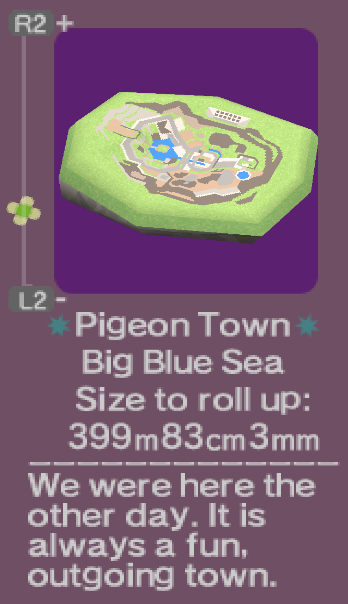 R2 +
L2 -
Pigeon Town
Big Blue Sea
Size to roll up:
399m83cm3mm
We were here the
other day. It is
always a fun,
outgoing town.